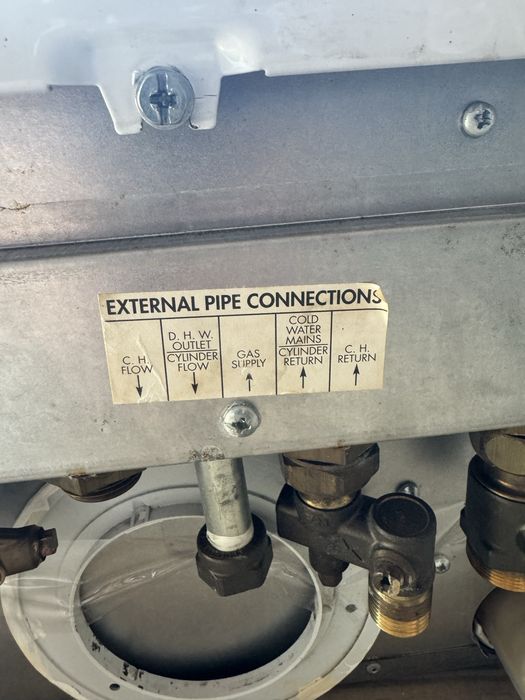 EXTERNAL PIPE CONNECTIONS
C. H.
FLOW
D. H. W.
OUTLET
CYLINDER
FLOW
GAS
SUPPLY
COLD
WATER
MAINS
CYLINDER
RETURN
C. H.
RETURN